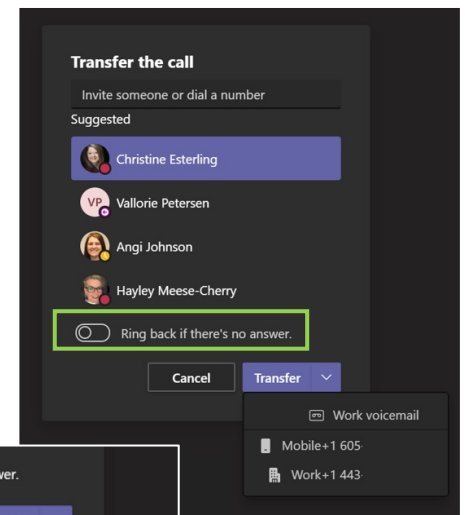 Transfer the call
Invite someone or dial a number
Suggested
Christine Esterling
VP Vallorie Petersen
Angi Johnson
Hayley Meese-Cherry
Ring back if there's no answer.
Cancel Transfer
Work voicemail
Mobile+1 605-
Work+1 443-
wer.